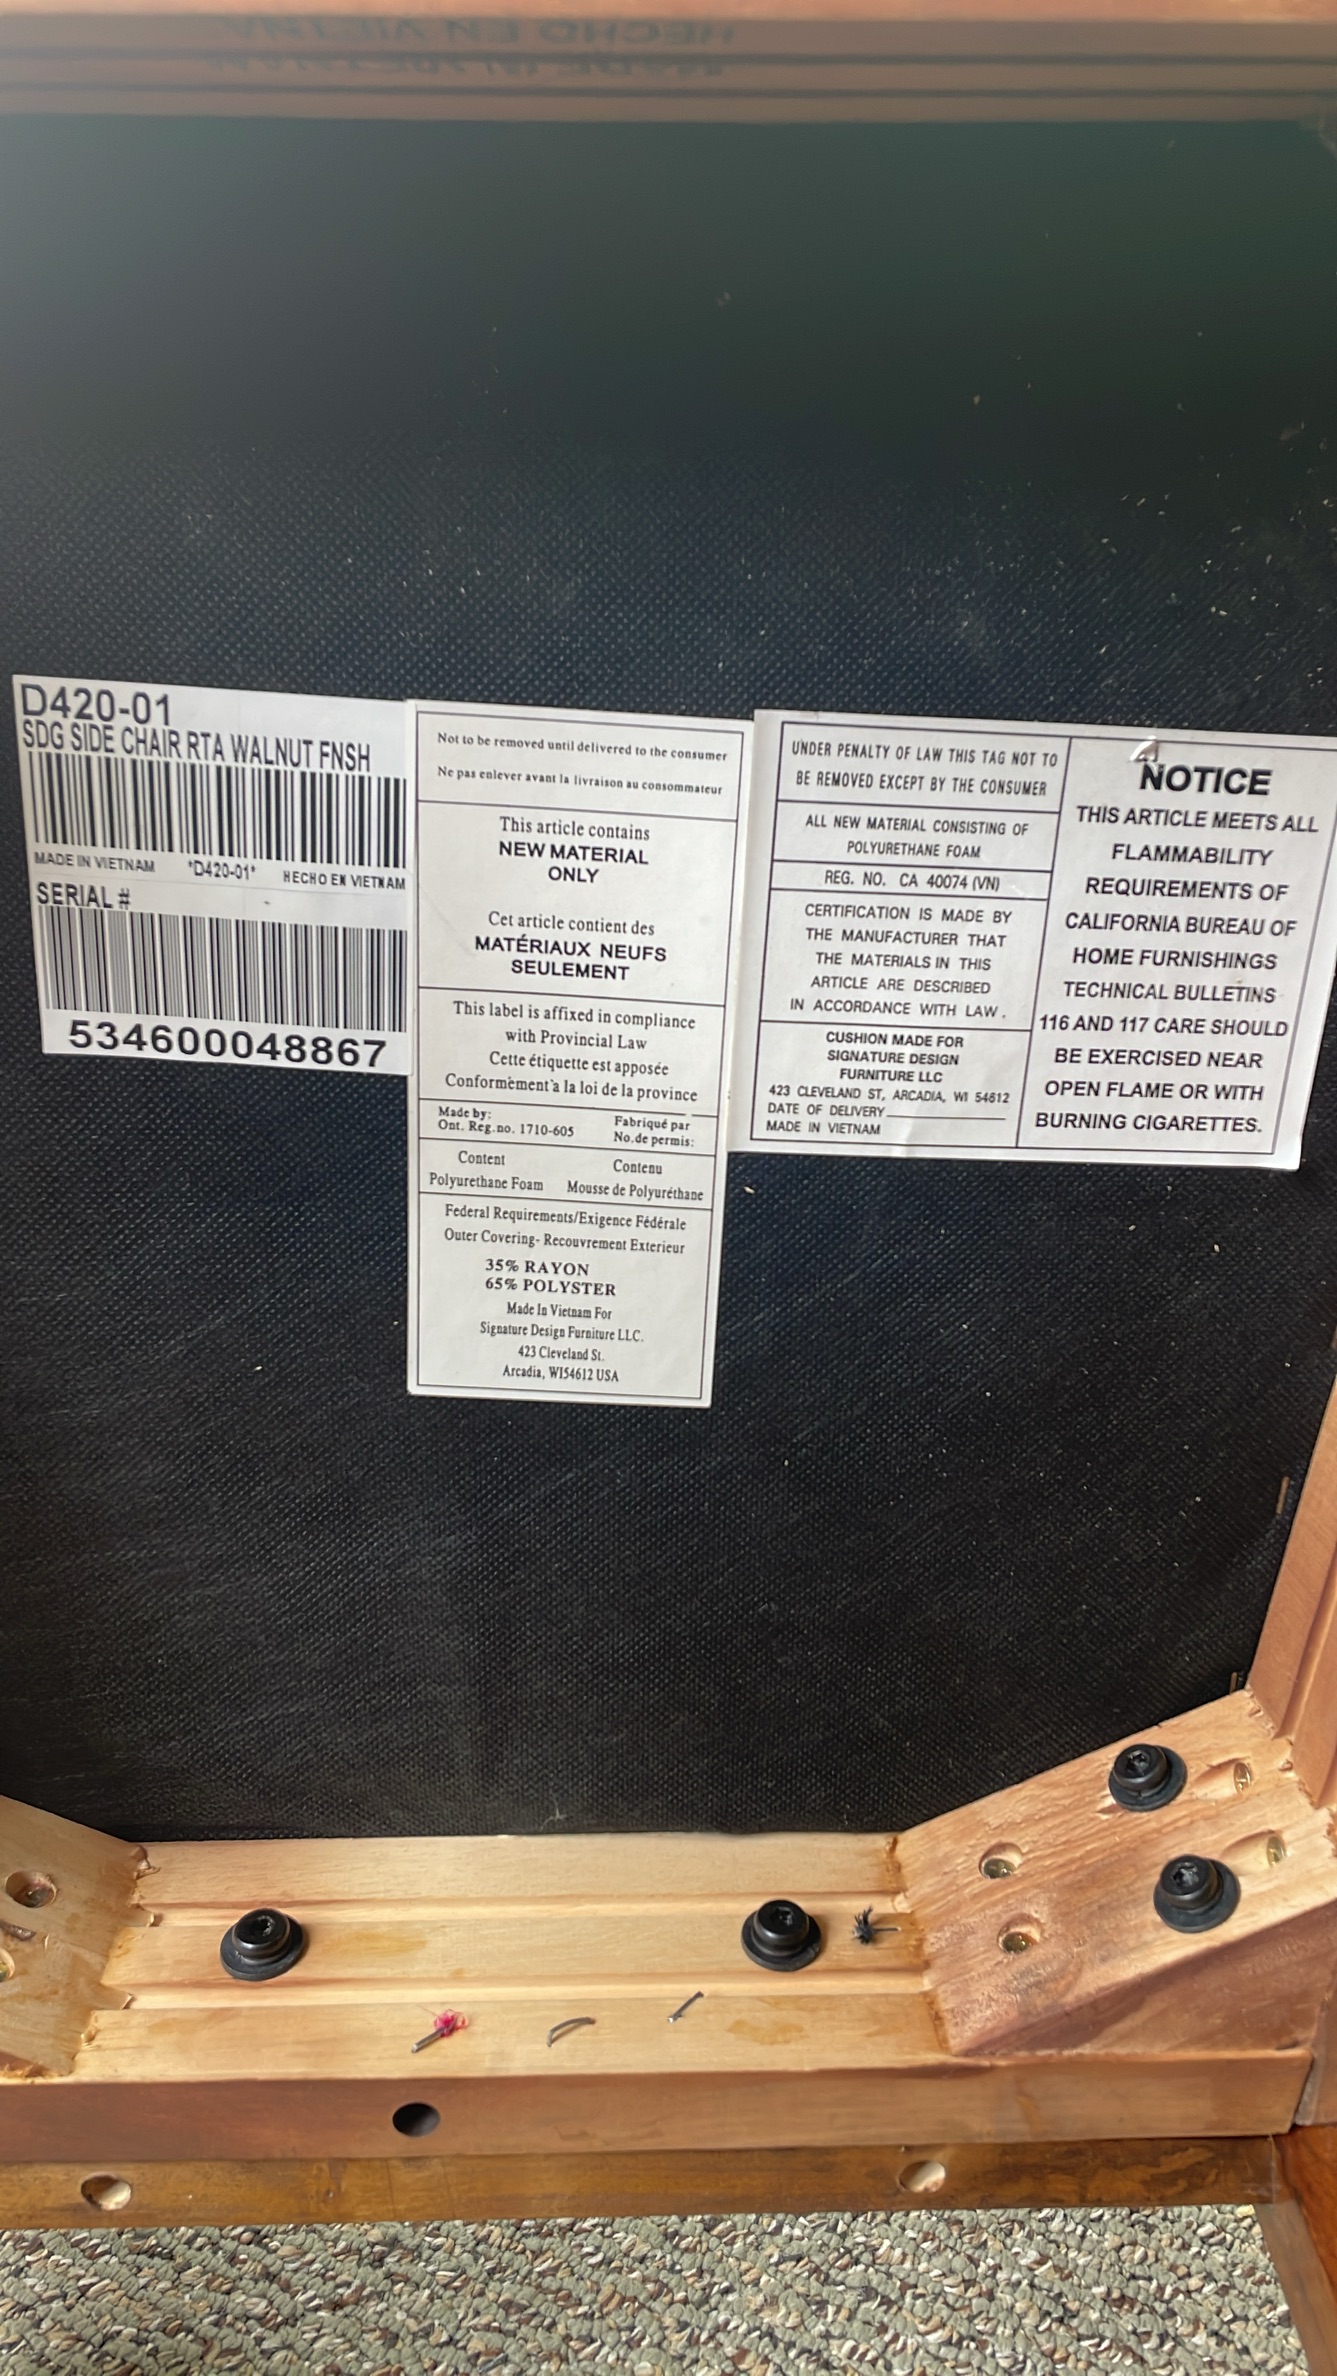 HECHO EN VIETNA
D420-01
SDG SIDE CHAIR RTA WALNUT FNSH
MADE IN VIETNAM *D420-01* HECHO EN VIETNAM
SERIAL #
534600048867
Not to be removed until delivered to the consumer
Ne pas enlever avant la livraison au consommateur
This article contains
NEW MATERIAL
ONLY
Cet article contient des
MATÉRIAUX NEUFS
SEULEMENT
This label is affixed in compliance
with Provincial Law
Cette étiquette est apposée
Conformèment'a la loi de la province
Made by:
Ont. Reg.no. 1710-605
Fabriqué par
No.de permis:
Content
Polyurethane Foam
Contenu
Mousse de Polyuréthane
Federal Requirements/Exigence Fédérale
Outer Covering- Recouvrement Exterieur
35% RAYON
65% POLYSTER
Made In Vietnam For
Signature Design Furniture LLC.
423 Cleveland St.
Arcadia, WI54612 USA
UNDER PENALTY OF LAW THIS TAG NOT TO
BE REMOVED EXCEPT BY THE CONSUMER
ALL NEW MATERIAL CONSISTING OF
POLYURETHANE FOAM
REG. NO. CA 40074 (VN)
CERTIFICATION IS MADE BY
THE MANUFACTURER THAT
THE MATERIALS IN THIS
ARTICLE ARE DESCRIBED
IN ACCORDANCE WITH LAW.
CUSHION MADE FOR
SIGNATURE DESIGN
FURNITURE LLC
423 CLEVELAND ST, ARCADIA, WI 54612
DATE OF DELIVERY
MADE IN VIETNAM
NOTICE
THIS ARTICLE MEETS ALL
FLAMMABILITY
REQUIREMENTS OF
CALIFORNIA BUREAU OF
HOME FURNISHINGS
TECHNICAL BULLETINS
116 AND 117 CARE SHOULD
BE EXERCISED NEAR
OPEN FLAME OR WITH
BURNING CIGARETTES.